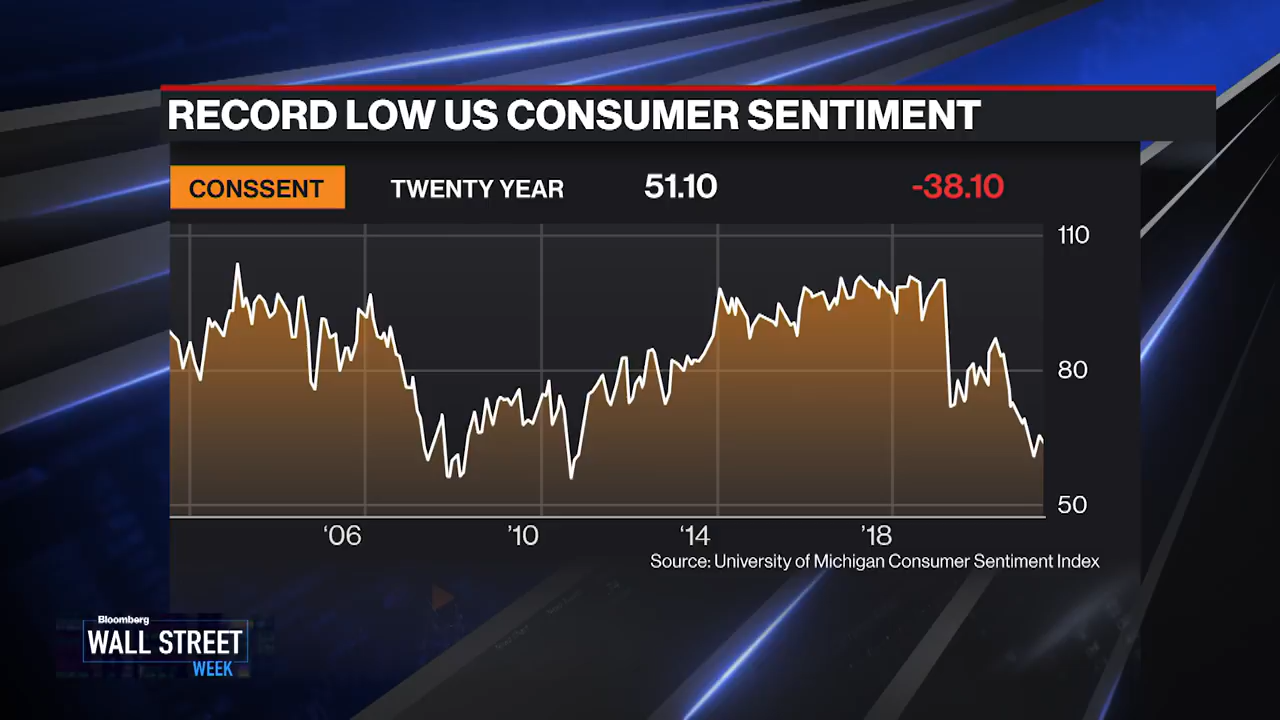 RECORD LOW US CONSUMER SENTIMENT
CONSSENT TWENTY YEAR 51.10 -38.10
110
80
50
‘06 ‘10 ‘14 ‘18
Source: University of Michigan Consumer Sentiment Index
Bloomberg
WALL STREET
WEEK